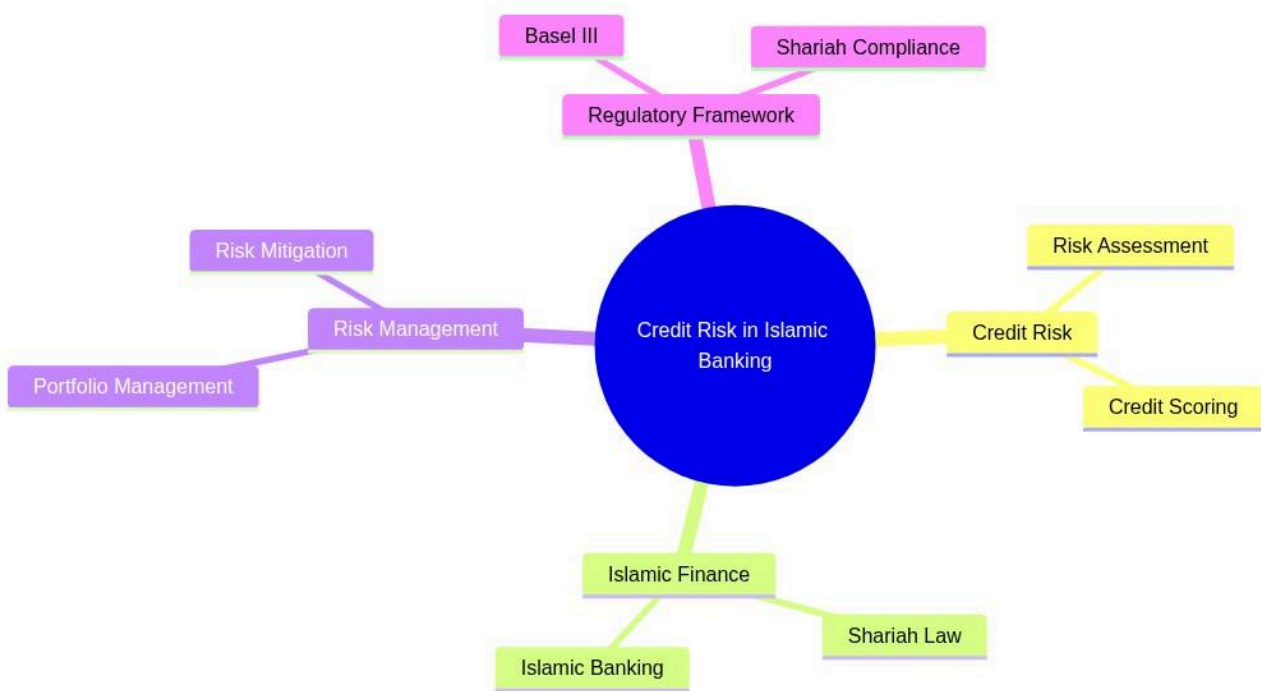 Basel III
Shariah Compliance
Regulatory Framework
Risk Mitigation
Risk Assessment
Risk Management
Credit Risk in Islamic
Banking
Credit Risk
Portfolio Management
Credit Scoring
Islamic Finance
Shariah Law
Islamic Banking